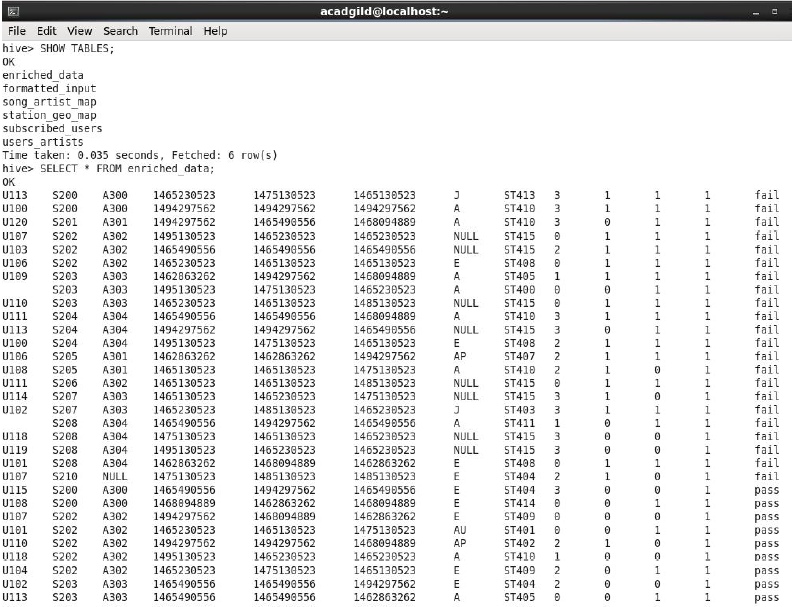 acadgild@localhost:~
File Edit View Search Terminal Help
hive> SHOW TABLES;
OK
enriched_data
formatted_input
song_artist_map
station_geo_map
subscribed_users
users_artists
Time taken: 0.035 seconds, Fetched: 6 row(s)
hive> SELECT * FROM enriched_data;
OK
U113 S200 A300 1465230523 1475130523 1465130523 J ST413 3 1 1 1 fail
U100 S200 A300 1494297562 1494297562 1494297562 A ST410 3 1 1 1 fail
U120 S201 A301 1494297562 1465490556 1468094889 A ST410 3 0 1 1 fail
U107 S202 A302 1495130523 1465230523 1465230523 NULL ST415 0 1 1 1 fail
U103 S202 A302 1465490556 1465490556 1465490556 NULL ST415 2 1 1 1 fail
U106 S202 A302 1465230523 1465130523 1465130523 E ST408 0 1 1 1 fail
U109 S203 A303 1462863262 1494297562 1468094889 A ST405 1 1 1 1 fail
S203 A303 1495130523 1475130523 1465230523 A ST400 0 0 1 1 fail
U110 S203 A303 1465230523 1465130523 1485130523 NULL ST415 0 1 1 1 fail
U111 S204 A304 1465490556 1465490556 1468094889 A ST410 3 1 1 1 fail
U113 S204 A304 1494297562 1494297562 1465490556 NULL ST415 3 0 1 1 fail
U100 S204 A304 1495130523 1475130523 1465130523 E ST408 2 1 1 1 fail
U106 S205 A301 1462863262 1462863262 1494297562 AP ST407 2 1 1 1 fail
U108 S205 A301 1465130523 1465130523 1475130523 A ST410 2 1 0 1 fail
U111 S206 A302 1465130523 1465130523 1485130523 NULL ST415 0 1 1 1 fail
U114 S207 A303 1465130523 1465230523 1475130523 NULL ST415 3 1 0 1 fail
U102 S207 A303 1465230523 1485130523 1465230523 J ST403 3 1 1 1 fail
S208 A304 1465490556 1494297562 1465490556 A ST411 1 0 1 1 fail
U118 S208 A304 1475130523 1465130523 1465230523 NULL ST415 3 0 0 1 fail
U119 S208 A304 1495130523 1465230523 1465230523 NULL ST415 3 0 0 1 fail
U101 S208 A304 1462863262 1468094889 1462863262 E ST408 0 1 1 1 fail
U107 S210 NULL 1475130523 1485130523 1485130523 E ST404 2 1 0 1 fail
U115 S200 A300 1465490556 1494297562 1465490556 E ST404 3 0 0 1 pass
U108 S200 A300 1468094889 1462863262 1468094889 E ST414 0 0 1 1 pass
U107 S202 A302 1494297562 1468094889 1462863262 E ST409 0 0 0 1 pass
U101 S202 A302 1465230523 1465130523 1475130523 AU ST401 0 0 1 1 pass
U110 S202 A302 1494297562 1494297562 1468094889 AP ST402 2 1 0 1 pass
U118 S202 A302 1495130523 1465230523 1465230523 A ST410 1 0 0 1 pass
U104 S202 A302 1465230523 1475130523 1465130523 E ST409 2 0 1 1 pass
U102 S203 A303 1465490556 1465490556 1494297562 E ST404 2 0 0 1 pass
U113 S203 A303 1465490556 1465490556 1462863262 A ST405 0 0 1 1 pass